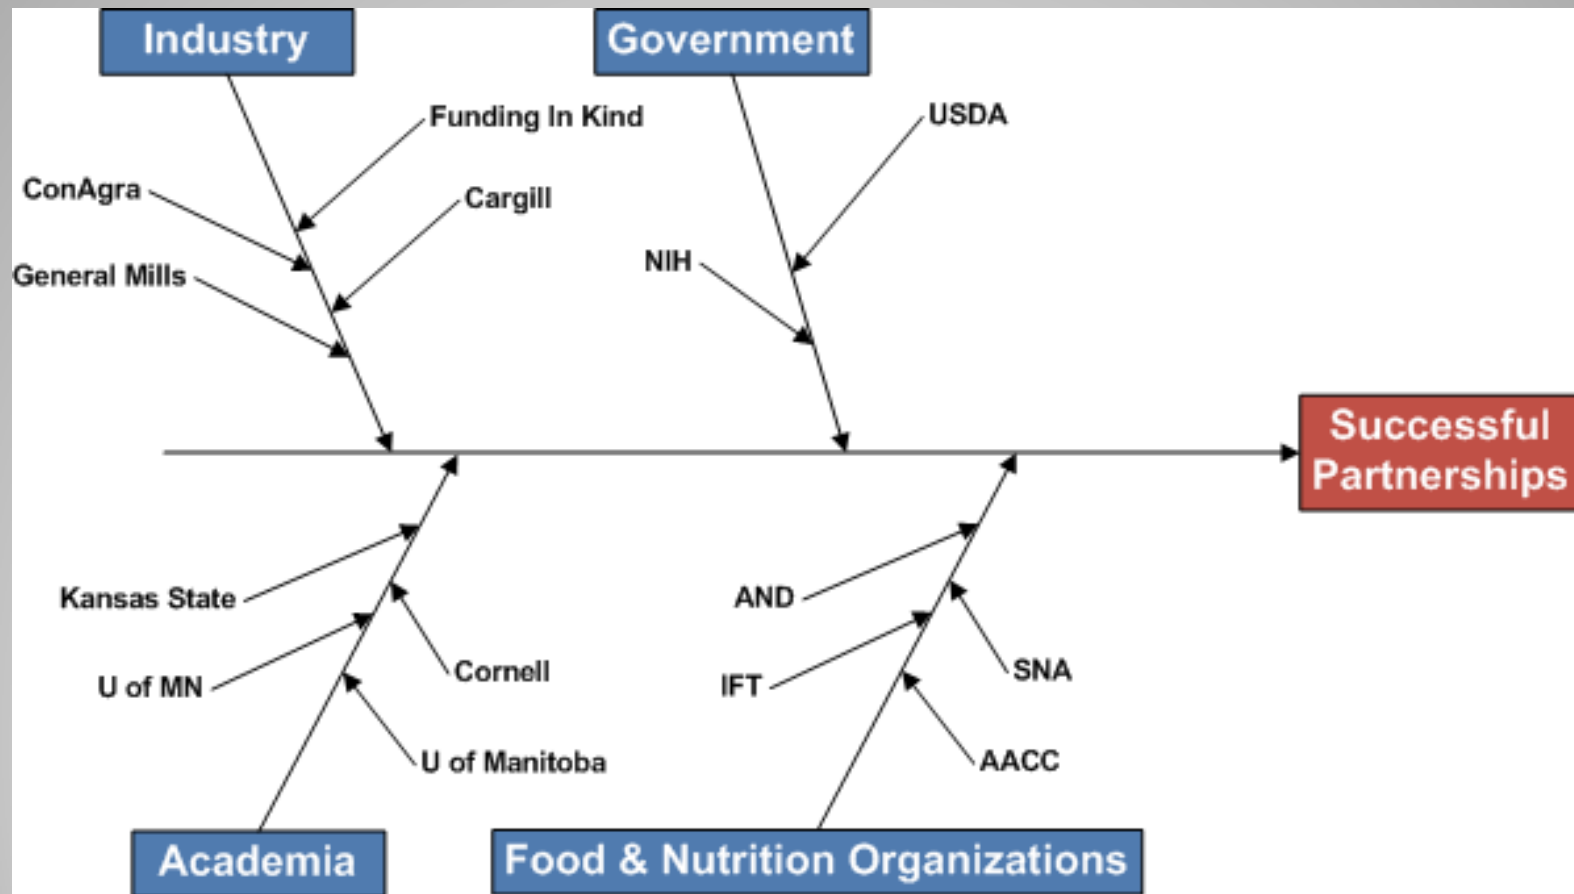 Industry
Government
Funding In Kind
USDA
ConAgra
Cargill
NIH
General Mills
Successful
Partnerships
Kansas State
AND
Cornell
SNA
U of MN
IFT
U of Manitoba
AACC
Academia
Food & Nutrition Organizations